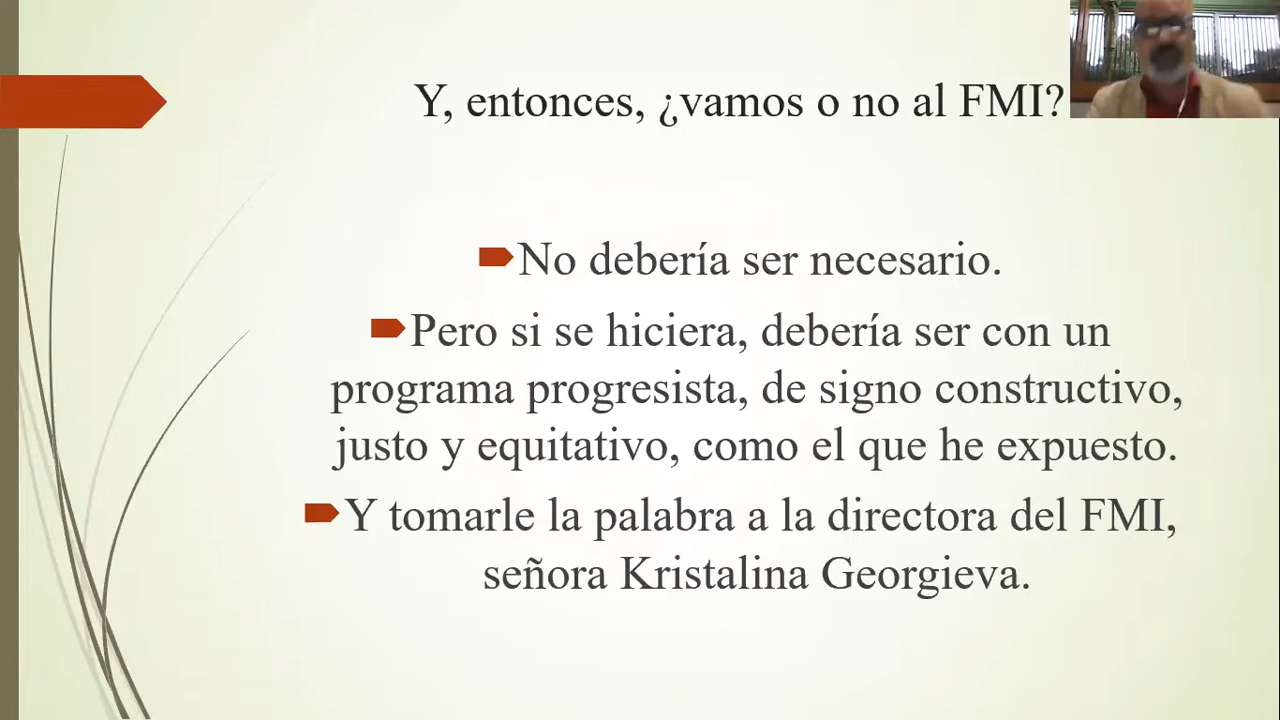 Y, entonces, ¿vamos o no al FMI?
No debería ser necesario.
Pero si se hiciera, debería ser con un
programa progresista, de signo constructivo,
justo y equitativo, como el que he expuesto.
Y tomarle la palabra a la directora del FMI,
señora Kristalina Georgieva.